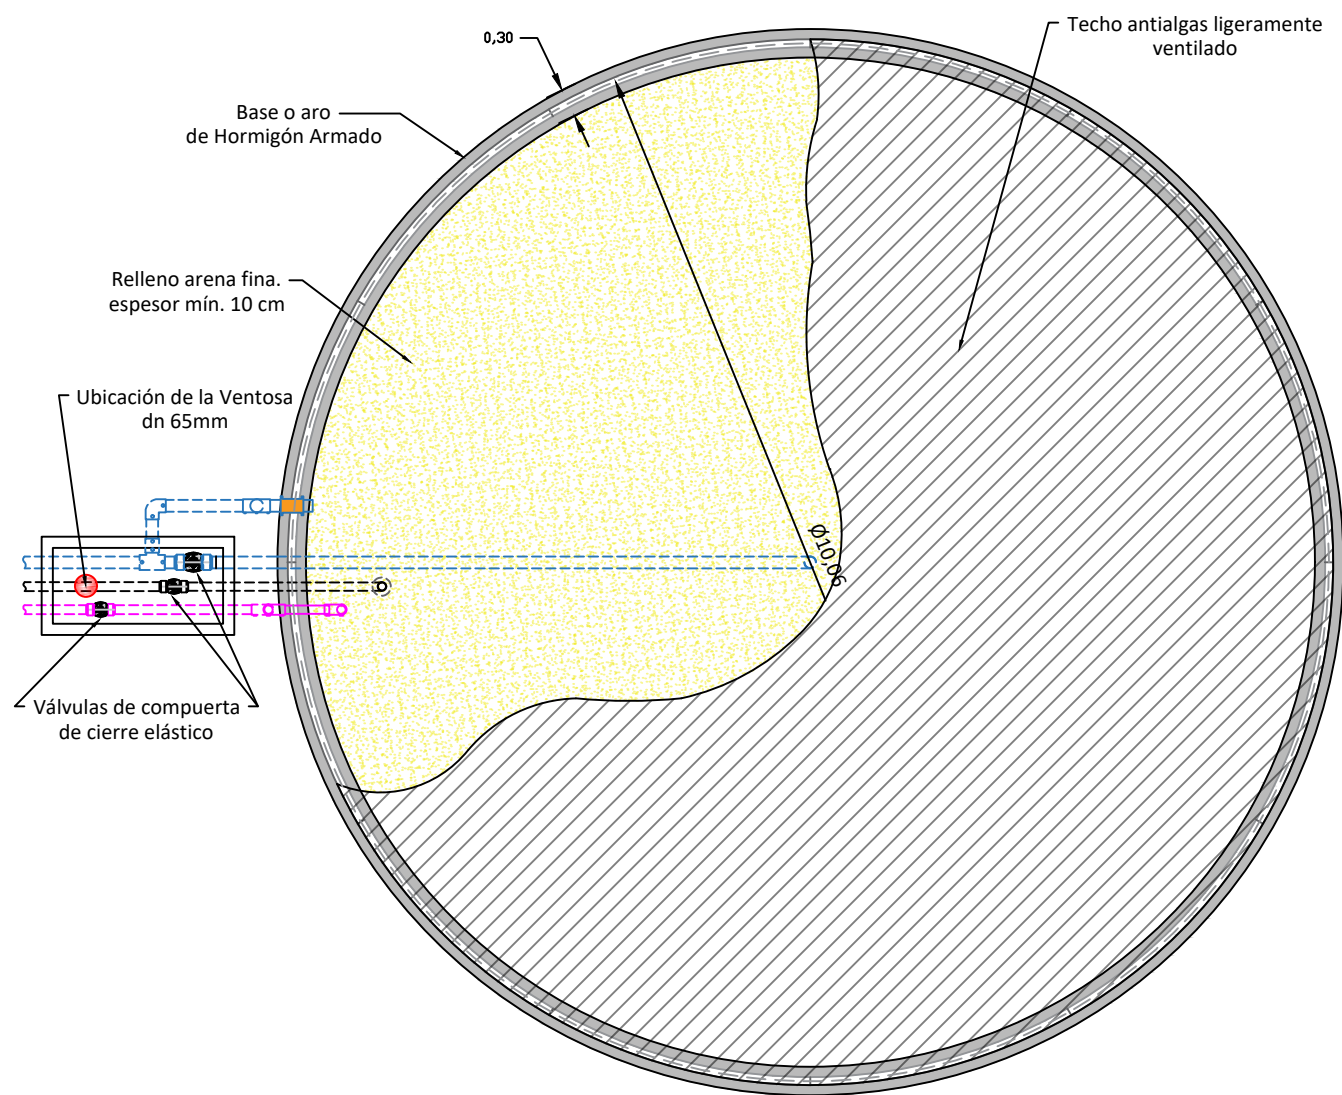 Techo antialgas ligeramente
ventilado
0,30
Base o aro
de Hormigón Armado
Relleno arena fina.
espesor mín. 10 cm
Ubicación de la Ventosa
dn 65mm
Ø10,06
Válvulas de compuerta
de cierre elástico